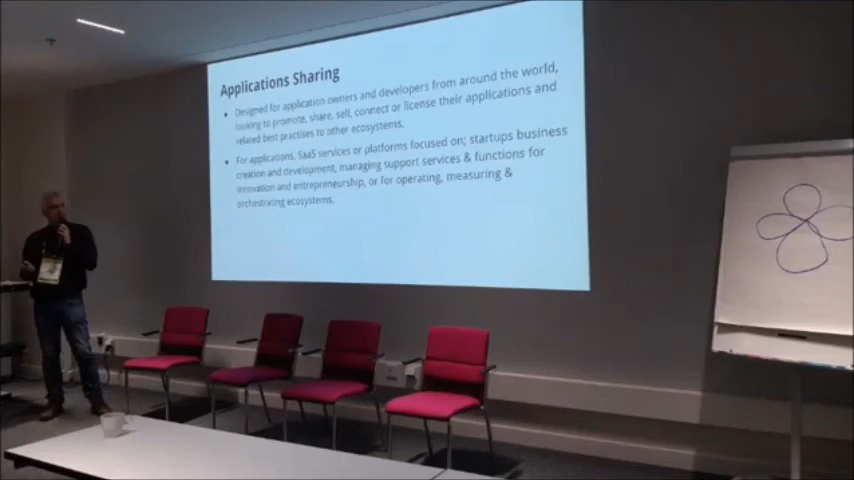 Applications Sharing
• Designed for application owners and developers from around the world,
looking to promote, share, sell, connect or license their applications and
related best practises to other ecosystems.
• For applications, SaaS services or platforms focused on; startups business
creation and development, managing support services & functions for
innovation and entrepreneurship, or for operating, measuring &
orchestrating ecosystems.